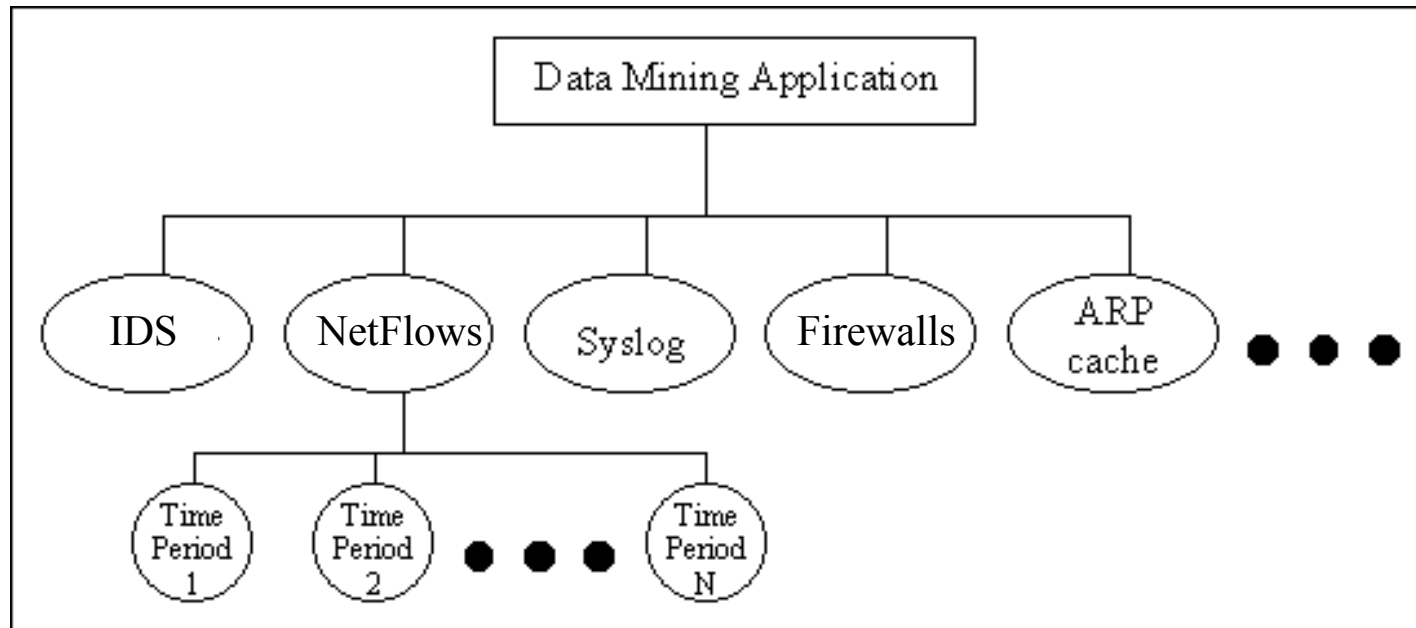 Data Mining Application
IDS
NetFlows
Syslog
Firewalls
ARP
cache
Time
Period
1
Time
Period
2
Time
Period
N